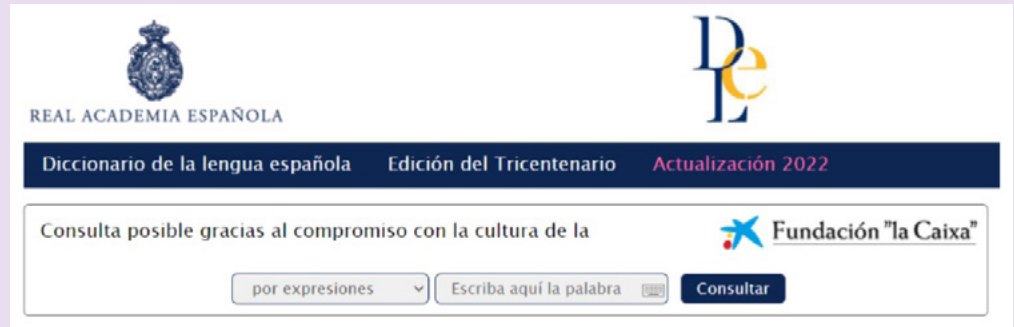 REAL ACADEMIA ESPAÑOLA
DLe
Diccionario de la lengua española Edición del Tricentenario Actualización 2022
Consulta posible gracias al compromiso con la cultura de la Fundación "la Caixa"
por expresiones Escriba aquí la palabra Consultar